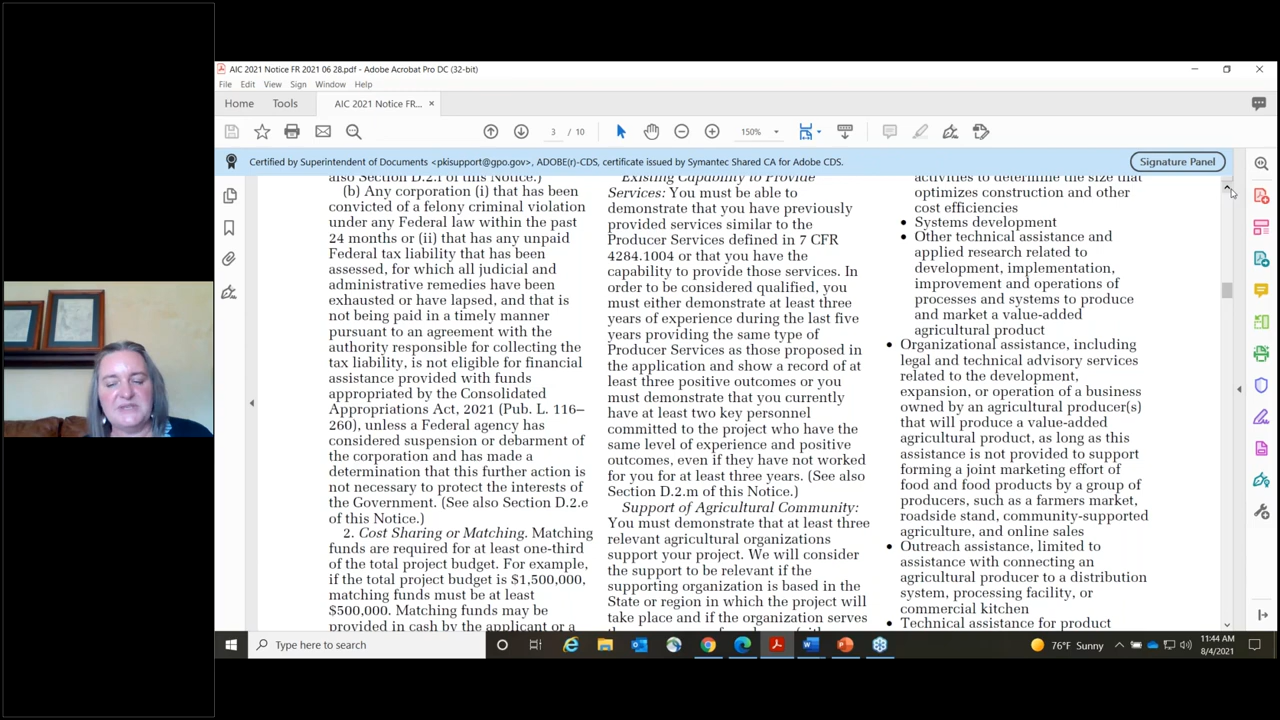 AIC 2021 Notice FR 2021 06 28.pdf - Adobe Acrobat Pro DC (32-bit)
File Edit View Sign Window Help
Home Tools AIC 2021 Notice FR... ×
3 / 10 150%
Certified by Superintendent of Documents <pkisupport@gpo.gov>, ADOBE(r)-CDS, certificate issued by Symantec Shared CA for Adobe CDS.
Signature Panel
also Section D.2.f of this Notice.)
(b) Any corporation (i) that has been
convicted of a felony criminal violation
under any Federal law within the past
24 months or (ii) that has any unpaid
Federal tax liability that has been
assessed, for which all judicial and
administrative remedies have been
exhausted or have lapsed, and that is
not being paid in a timely manner
pursuant to an agreement with the
authority responsible for collecting the
tax liability, is not eligible for financial
assistance provided with funds
appropriated by the Consolidated
Appropriations Act, 2021 (Pub. L. 116–
260), unless a Federal agency has
considered suspension or debarment of
the corporation and has made a
determination that this further action is
not necessary to protect the interests of
the Government. (See also Section D.2.e
of this Notice.)
2. Cost Sharing or Matching. Matching
funds are required for at least one-third
of the total project budget. For example,
if the total project budget is $1,500,000,
matching funds must be at least
$500,000. Matching funds may be
provided in cash by the applicant or a
Existing Capability to Provide
Services: You must be able to
demonstrate that you have previously
provided services similar to the
Producer Services defined in 7 CFR
4284.1004 or that you have the
capability to provide those services. In
order to be considered qualified, you
must either demonstrate at least three
years of experience during the last five
years providing the same type of
Producer Services as those proposed in
the application and show a record of at
least three positive outcomes or you
must demonstrate that you currently
have at least two key personnel
committed to the project who have the
same level of experience and positive
outcomes, even if they have not worked
for you for at least three years. (See also
Section D.2.m of this Notice.)
Support of Agricultural Community:
You must demonstrate that at least three
relevant agricultural organizations
support your project. We will consider
the support to be relevant if the
supporting organization is based in the
State or region in which the project will
take place and if the organization serves
activities to determine the size that
optimizes construction and other
cost efficiencies
• Systems development
• Other technical assistance and
applied research related to
development, implementation,
improvement and operations of
processes and systems to produce
and market a value-added
agricultural product
• Organizational assistance, including
legal and technical advisory services
related to the development,
expansion, or operation of a business
owned by an agricultural producer(s)
that will produce a value-added
agricultural product, as long as this
assistance is not provided to support
forming a joint marketing effort of
food and food products by a group of
producers, such as a farmers market,
roadside stand, community-supported
agriculture, and online sales
• Outreach assistance, limited to
assistance with connecting an
agricultural producer to a distribution
system, processing facility, or
commercial kitchen
• Technical assistance for product
Type here to search
76°F Sunny
11:44 AM
8/4/2021